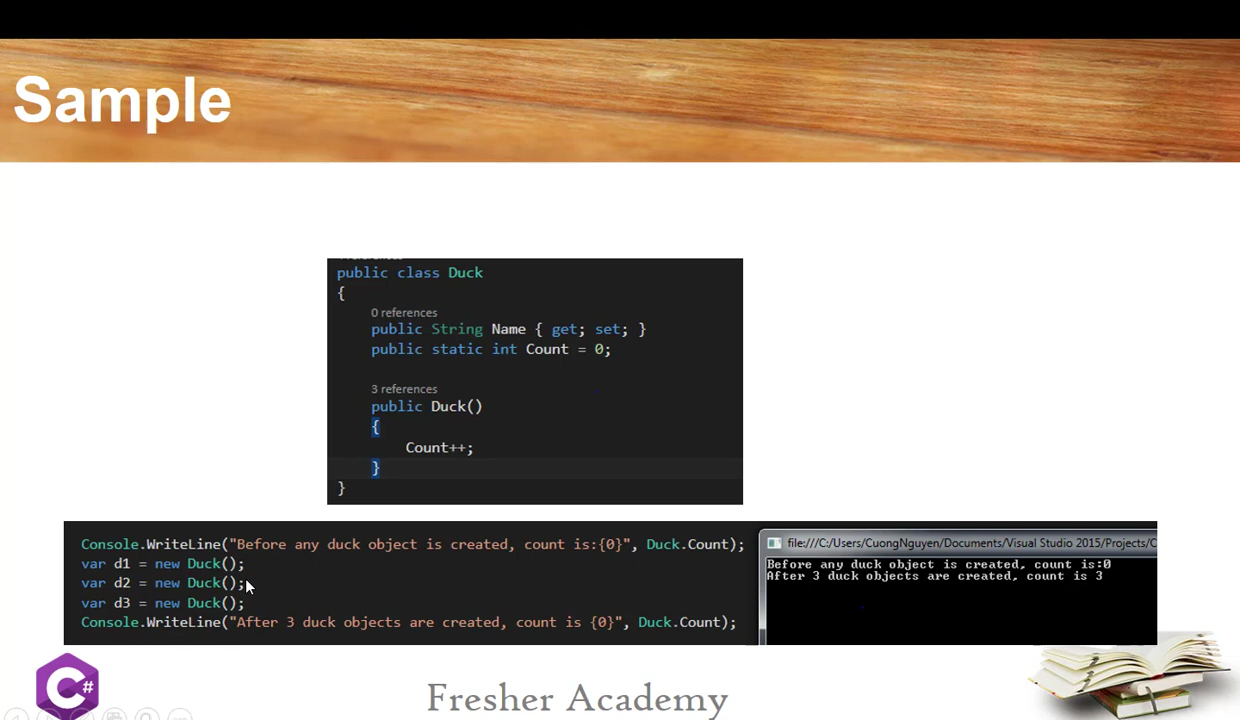 Sample
public class Duck
{
0 references
public String Name { get; set; }
public static int Count = 0;
3 references
public Duck()
{
Count++;
}
}
Console.WriteLine("Before any duck object is created, count is:{0}", Duck.Count);
var d1 = new Duck();
var d2 = new Duck();
var d3 = new Duck();
Console.WriteLine("After 3 duck objects are created, count is {0}", Duck.Count);
file:///C:/Users/CuongNguyen/Documents/Visual Studio 2015/Projects/C
Before any duck object is created, count is:0
After 3 duck objects are created, count is 3
C#
Fresher Academy